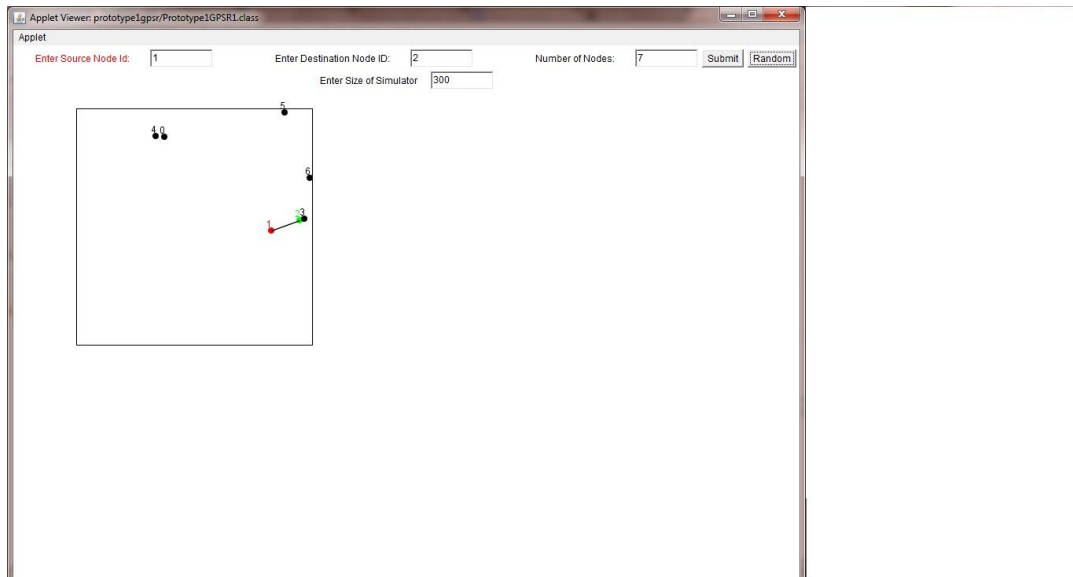 Applet Viewer: prototype1gpsr/Prototype1GPSR1.class
Applet
Enter Source Node Id: 1 Enter Destination Node ID: 2 Number of Nodes: 7 Submit Random
Enter Size of Simulator 300
5
4 0
6
2 3
1